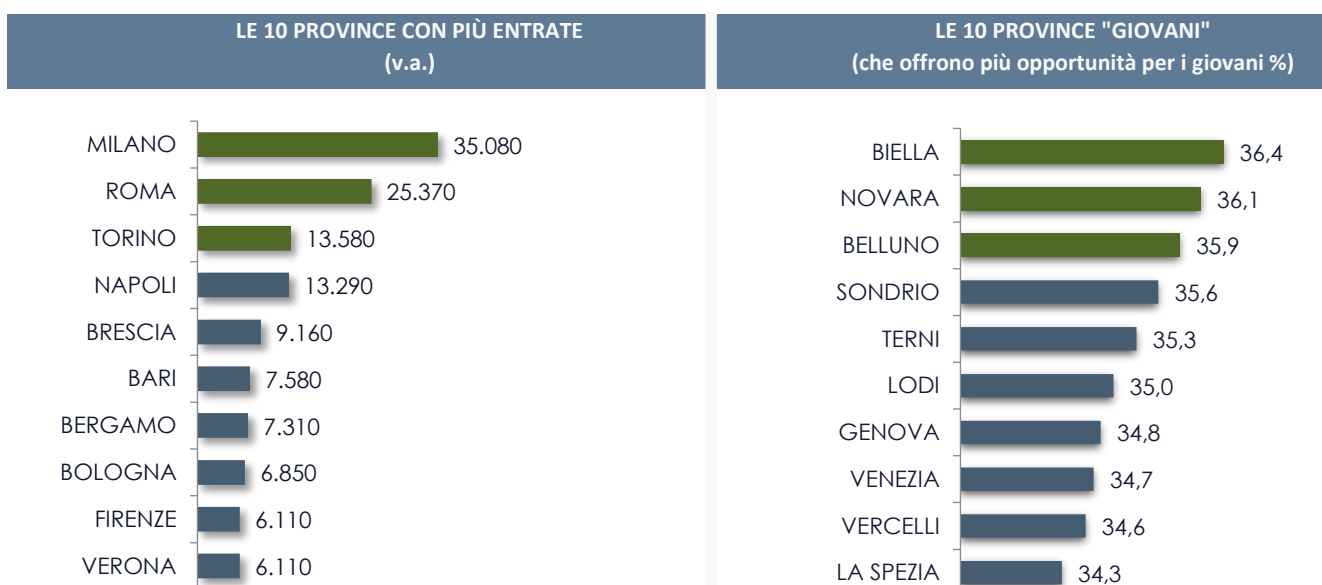 LE 10 PROVINCE CON PIÙ ENTRATE
(v.a.)
MILANO 35.080
ROMA 25.370
TORINO 13.580
NAPOLI 13.290
BRESCIA 9.160
BARI 7.580
BERGAMO 7.310
BOLOGNA 6.850
FIRENZE 6.110
VERONA 6.110
LE 10 PROVINCE "GIOVANI"
(che offrono più opportunità per i giovani %)
BIELLA 36,4
NOVARA 36,1
BELLUNO 35,9
SONDRIO 35,6
TERNI 35,3
LODI 35,0
GENOVA 34,8
VENEZIA 34,7
VERCELLI 34,6
LA SPEZIA 34,3